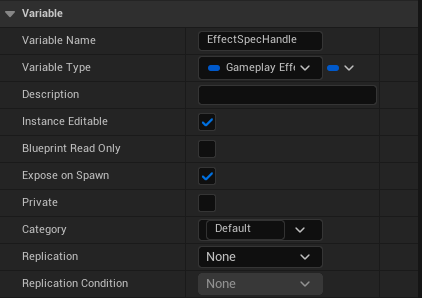 Variable
Variable Name EffectSpecHandle
Variable Type Gameplay Effe
Description
Instance Editable
Blueprint Read Only
Expose on Spawn
Private
Category Default
Replication None
Replication Condition None